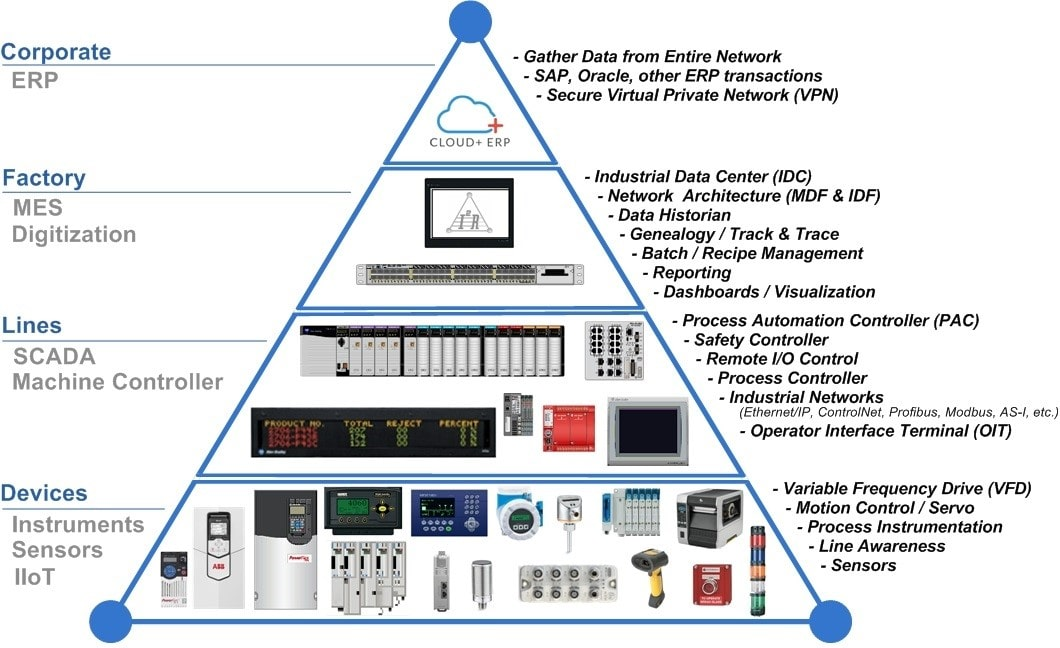 Corporate
ERP
- Gather Data from Entire Network
- SAP, Oracle, other ERP transactions
- Secure Virtual Private Network (VPN)
CLOUD+ ERP
Factory
MES
Digitization
- Industrial Data Center (IDC)
- Network Architecture (MDF & IDF)
- Data Historian
- Genealogy / Track & Trace
- Batch / Recipe Management
- Reporting
- Dashboards / Visualization
Lines
SCADA
Machine Controller
- Process Automation Controller (PAC)
- Safety Controller
- Remote I/O Control
- Process Controller
- Industrial Networks
(Ethernet/IP, ControlNet, Profibus, Modbus, AS-I, etc.)
- Operator Interface Terminal (OIT)
PRODUCT NO. TOTAL REJECT PERCENT
Devices
Instruments
Sensors
IIoT
- Variable Frequency Drive (VFD)
- Motion Control / Servo
- Process Instrumentation
- Line Awareness
- Sensors
ABB
PowerFlex